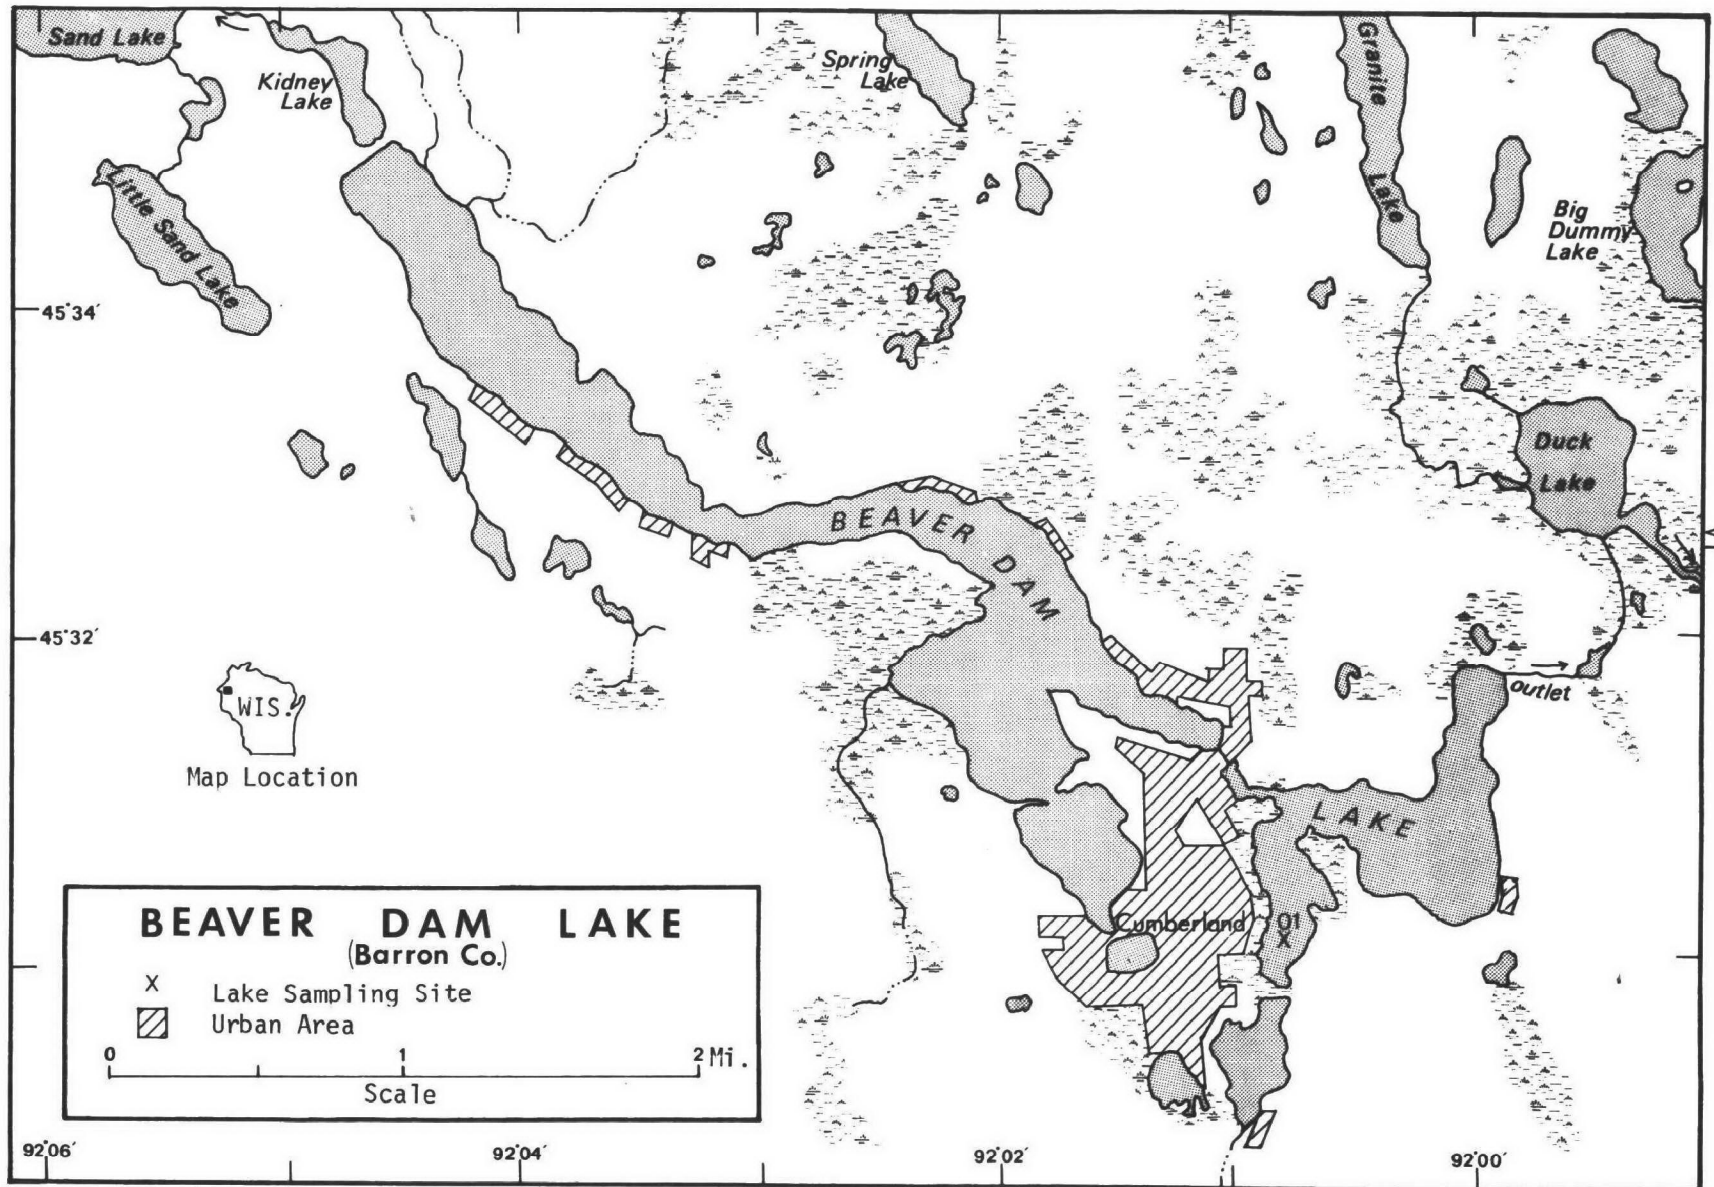 Sand Lake
Kidney
Lake
Spring
Lake
Granite
Lake
Little Sand Lake
Big
Dummy
Lake
45°34'
Duck
Lake
BEAVER DAM
45°32'
WIS.
Map Location
outlet
LAKE
Cumberland
01
X
BEAVER DAM LAKE
(Barron Co.)
X Lake Sampling Site
Urban Area
0 1 2 Mi.
Scale
92°06' 92°04' 92°02' 92°00'